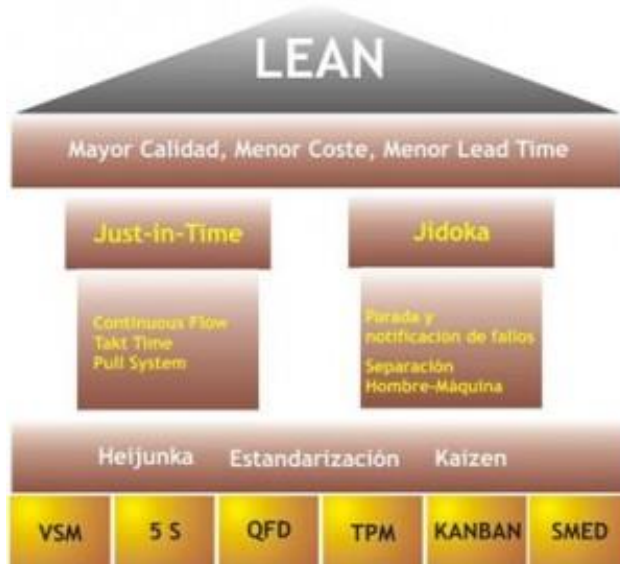 LEAN
Mayor Calidad, Menor Coste, Menor Lead Time
Just-in-Time
Jidoka
Continuous Flow
Takt Time
Pull System
Parada y
notificación de fallos
Separación
Hombre-Máquina
Heijunka Estandarización Kaizen
VSM 5 S QFD TPM KANBAN SMED